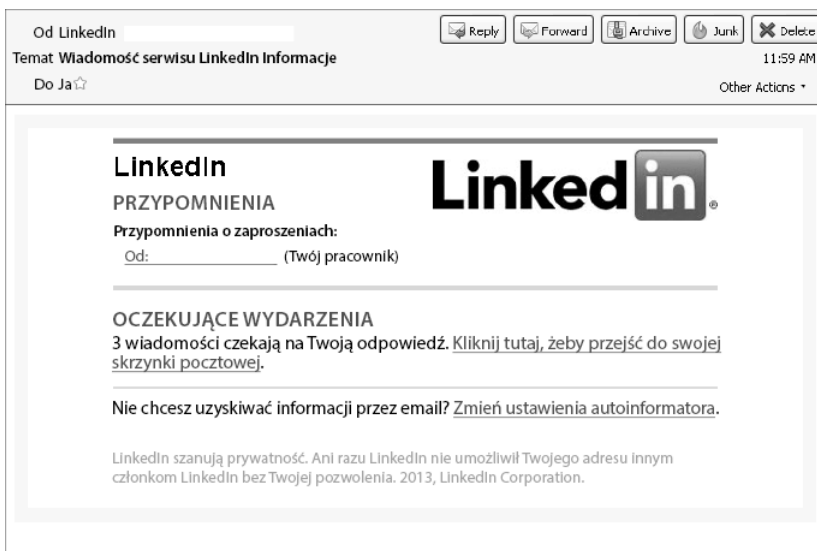 Od LinkedIn
Reply Forward Archive Junk Delete
Temat Wiadomość serwisu LinkedIn Informacje
11:59 AM
Do Ja
Other Actions
LinkedIn
Linked in ®
PRZYPOMNIENIA
Przypomnienia o zaproszeniach:
Od: (Twój pracownik)
OCZEKUJĄCE WYDARZENIA
3 wiadomości czekają na Twoją odpowiedź. Kliknij tutaj, żeby przejść do swojej
skrzynki pocztowej.
Nie chcesz uzyskiwać informacji przez email? Zmień ustawienia autoinformatora.
LinkedIn szanują prywatność. Ani razu LinkedIn nie umożliwił Twojego adresu innym
członkom LinkedIn bez Twojej pozwolenia. 2013, LinkedIn Corporation.